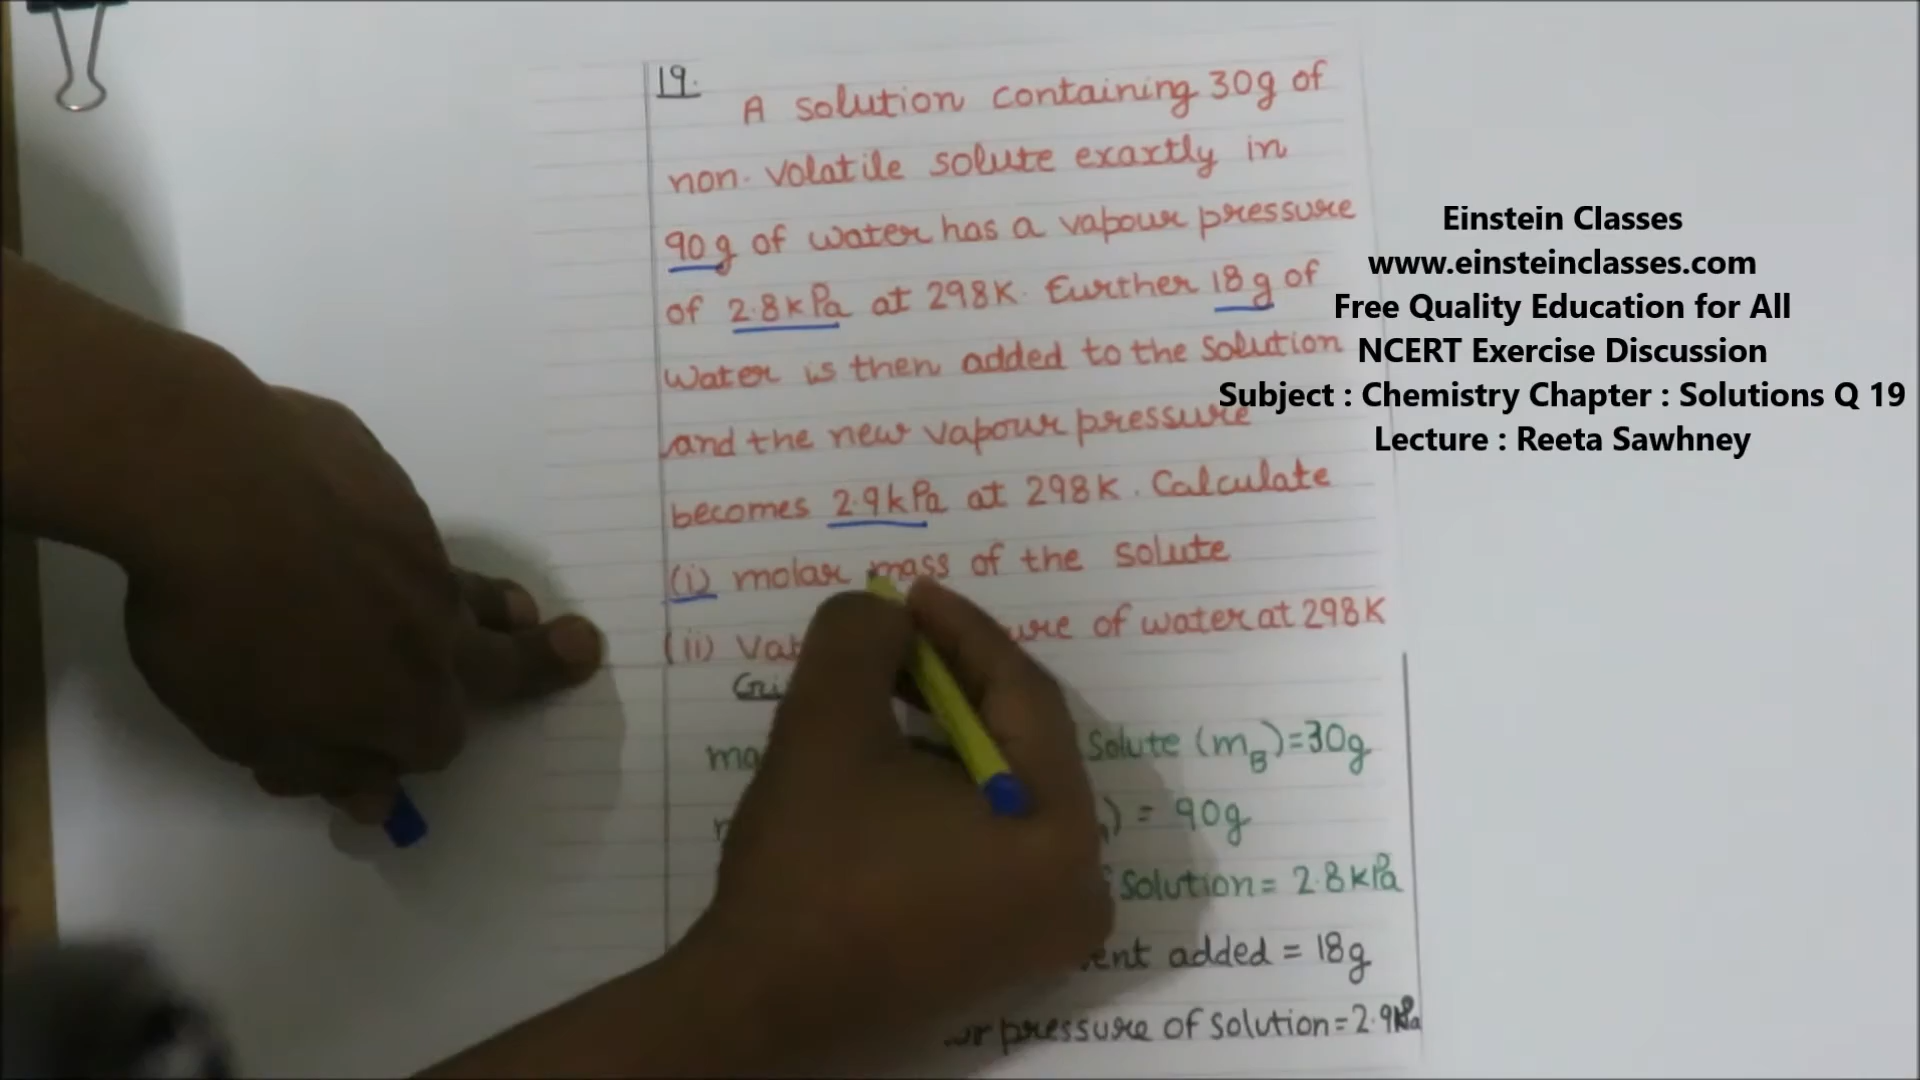 19.
A solution containing 30g of
non-volatile solute exartly in
90g of water has a vapour pressure
of 2.8kPa at 298K. Further 18g of
Water is then added to the solution
and the new vapour pressure
becomes 2.9kPa at 298K. Calculate
(i) molar mass of the solute
(ii) of water at 298K
Solute (mB)=30g
= 90g
Solution= 2.8kPa
added = 18g
pressure of solution=2.9kPa
Einstein Classes
www.einsteinclasses.com
Free Quality Education for All
NCERT Exercise Discussion
Subject : Chemistry Chapter : Solutions Q 19
Lecture : Reeta Sawhney